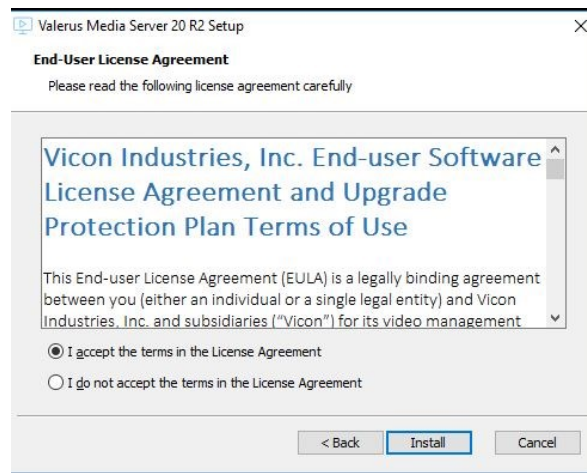 Valerus Media Server 20 R2 Setup
End-User License Agreement
Please read the following license agreement carefully
Vicon Industries, Inc. End-user Software
License Agreement and Upgrade
Protection Plan Terms of Use
This End-user License Agreement (EULA) is a legally binding agreement
between you (either an individual or a single legal entity) and Vicon
Industries, Inc. and subsidiaries (“Vicon”) for its video management
I accept the terms in the License Agreement
I do not accept the terms in the License Agreement
< Back Install Cancel